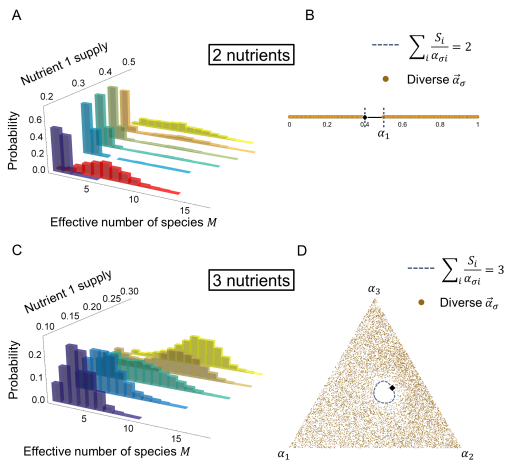 A
Nutrient 1 supply
2 nutrients
0.2
0.3
0.4
0.5
Probability
0.6
0.4
0.2
0.0
5
10
15
Effective number of species M
B
∑i Si/ασi = 2
Diverse α⃗σ
0 0.2 0.4 0.6 0.8 1
α1
C
Nutrient 1 supply
3 nutrients
0.10
0.15
0.20
0.25
0.30
Probability
0.2
0.1
0.0
5
10
15
Effective number of species M
D
∑i Si/ασi = 3
Diverse α⃗σ
α3
α1
α2